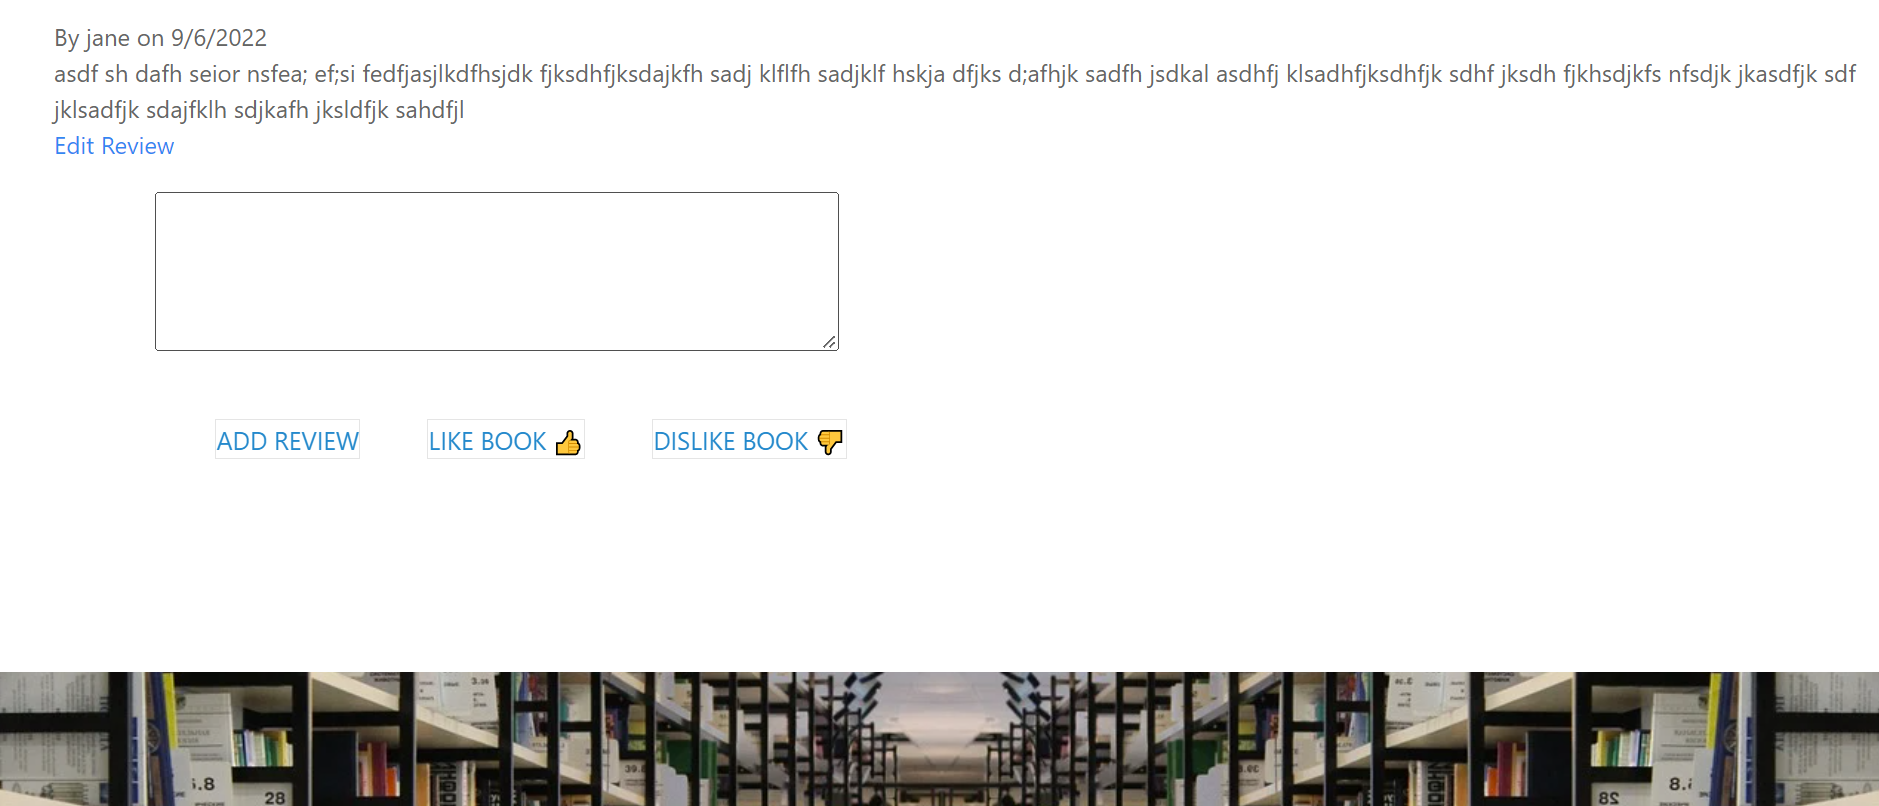 By jane on 9/6/2022
asdf sh dafh seior nsfea; ef;si fedfjasjlkdfhsjdk fjksdhfjksdajkfh sadj klflfh sadjklf hskja dfjks d;afhjk sadfh jsdkal asdhfj klsadhfjksdhfjk sdhf jksdh fjkhsdjkfs nfsdjk jkasdfjk sdf
jklsadfjk sdajfklh sdjkafh jksldfjk sahdfjl
Edit Review
ADD REVIEW LIKE BOOK 👍 DISLIKE BOOK 👎
28